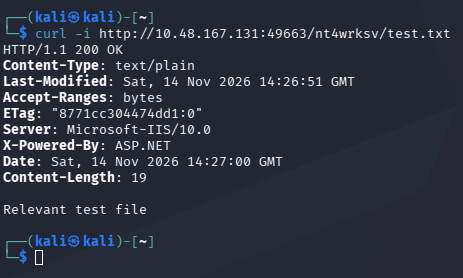 ┌──(kali㉿kali)-[~]
└─$ curl -i http://10.48.167.131:49663/nt4wrksv/test.txt
HTTP/1.1 200 OK
Content-Type: text/plain
Last-Modified: Sat, 14 Nov 2026 14:26:51 GMT
Accept-Ranges: bytes
ETag: "8771cc304474dd1:0"
Server: Microsoft-IIS/10.0
X-Powered-By: ASP.NET
Date: Sat, 14 Nov 2026 14:27:00 GMT
Content-Length: 19

Relevant test file

┌──(kali㉿kali)-[~]
└─$